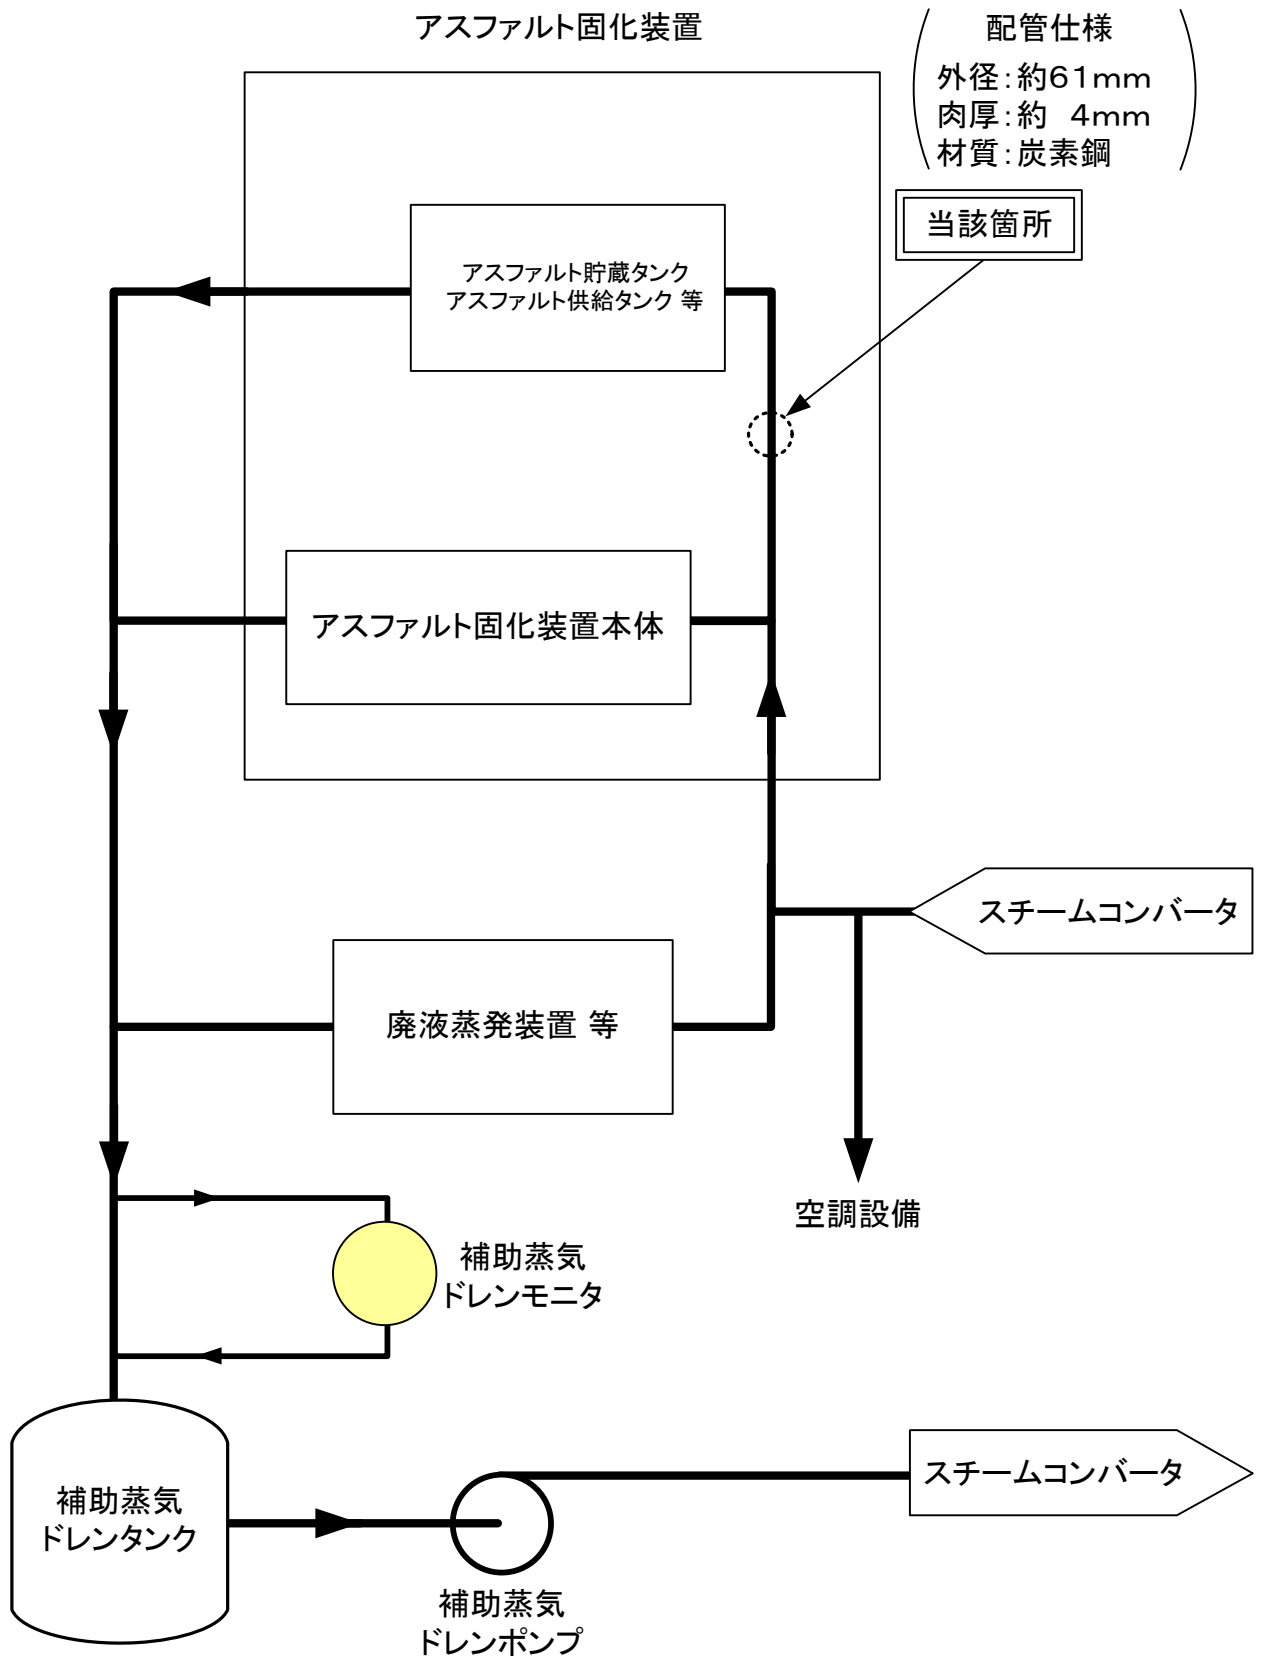 アスファルト固化装置
配管仕様
外径：約61mm
肉厚：約　4mm
材質：炭素鋼
当該箇所
アスファルト貯蔵タンク
アスファルト供給タンク 等
アスファルト固化装置本体
スチームコンバータ
廃液蒸発装置 等
空調設備
補助蒸気
ドレンモニタ
スチームコンバータ
補助蒸気
ドレンタンク
補助蒸気
ドレンポンプ